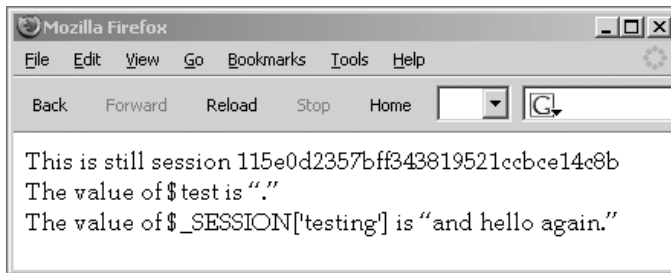 Mozilla Firefox
File Edit View Go Bookmarks Tools Help
Back Forward Reload Stop Home G
This is still session 115e0d2357bff343819521ccbce14c8b
The value of $test is “.”
The value of $_SESSION['testing'] is “and hello again.”